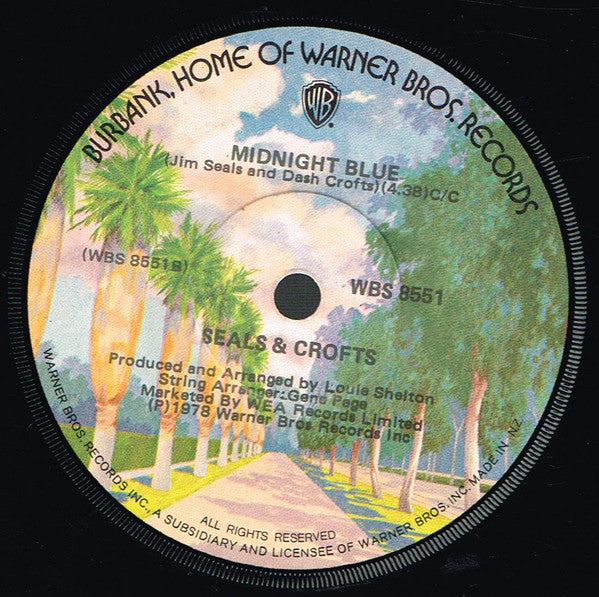 BURBANK, HOME OF WARNER BROS. RECORDS
WB
MIDNIGHT BLUE
(Jim Seals and Dash Crofts)(4.38)C/C
(WBS 8551B)
WBS 8551
SEALS & CROFTS
Produced and Arranged by Louie Shelton
String Arranger:Gene Page
Marketed By WEA Records Limited
(P)1978 Warner Bros Records Inc
ALL RIGHTS RESERVED
WARNER BROS. RECORDS INC., A SUBSIDIARY AND LICENSEE OF WARNER BROS. INC. MADE IN NZ